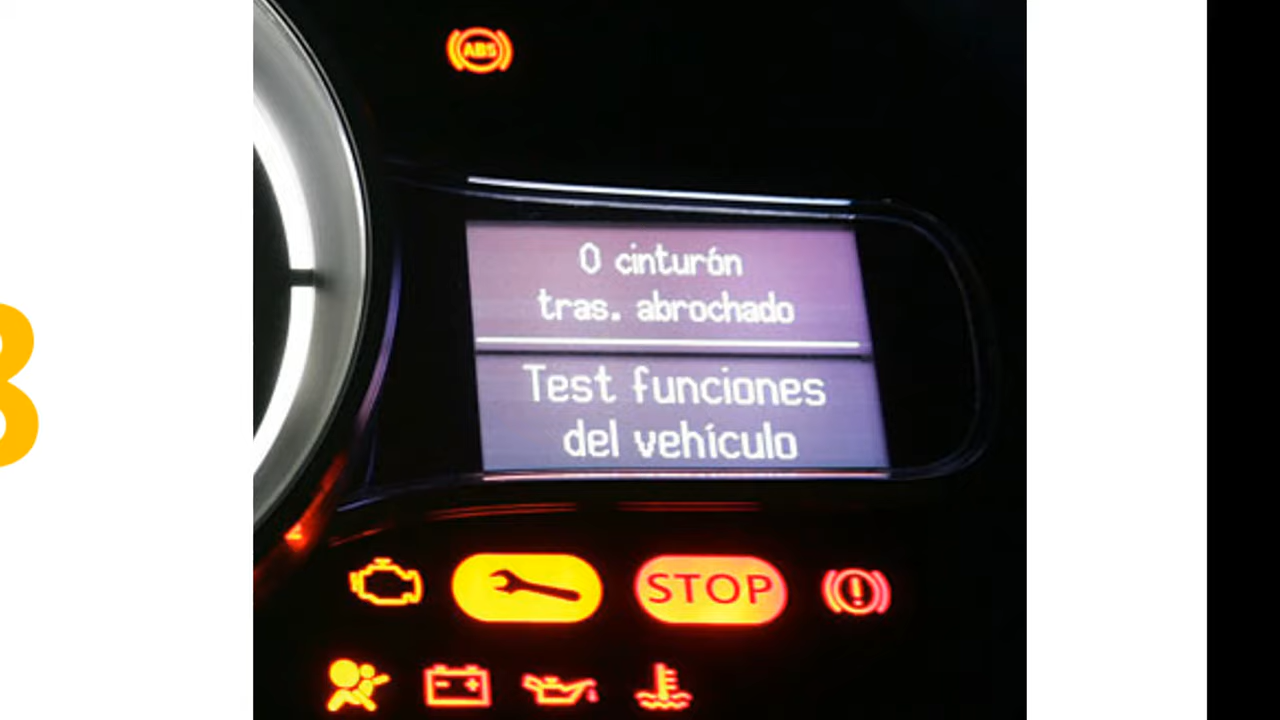 ABS
0 cinturón
tras. abrochado
Test funciones
del vehículo
STOP